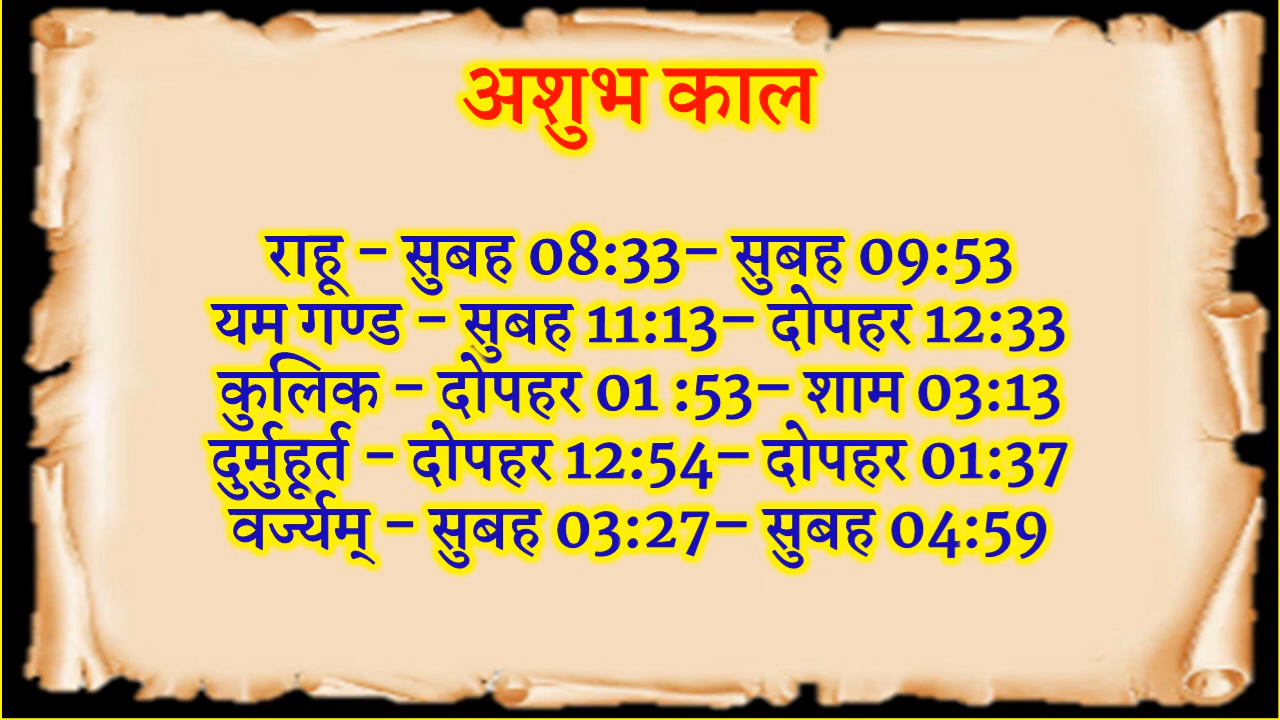 अशुभ काल
राहू – सुबह 08:33– सुबह 09:53
यम गण्ड – सुबह 11:13– दोपहर 12:33
कुलिक – दोपहर 01 :53– शाम 03:13
दुर्मुहूर्त – दोपहर 12:54– दोपहर 01:37
वर्ज्यम् – सुबह 03:27– सुबह 04:59